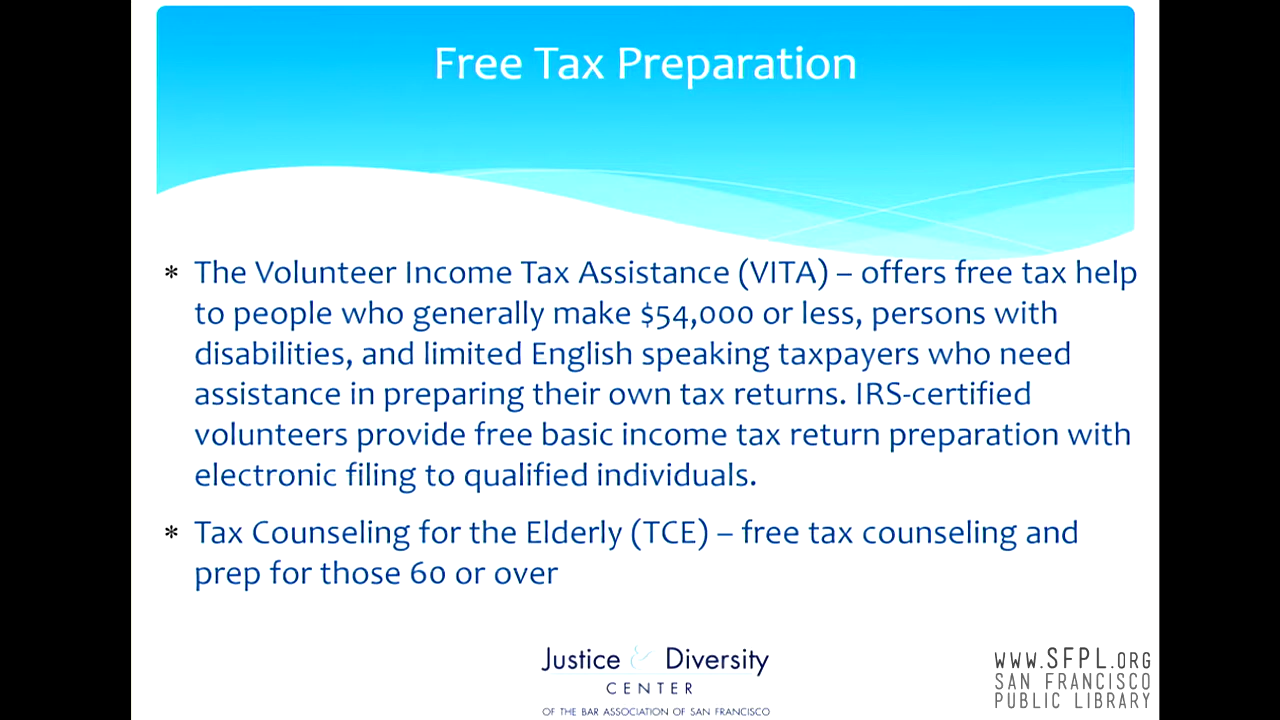 Free Tax Preparation
* The Volunteer Income Tax Assistance (VITA) – offers free tax help
to people who generally make $54,000 or less, persons with
disabilities, and limited English speaking taxpayers who need
assistance in preparing their own tax returns. IRS-certified
volunteers provide free basic income tax return preparation with
electronic filing to qualified individuals.
* Tax Counseling for the Elderly (TCE) – free tax counseling and
prep for those 60 or over
Justice & Diversity
CENTER
OF THE BAR ASSOCIATION OF SAN FRANCISCO
WWW.SFPL.ORG
SAN FRANCISCO
PUBLIC LIBRARY